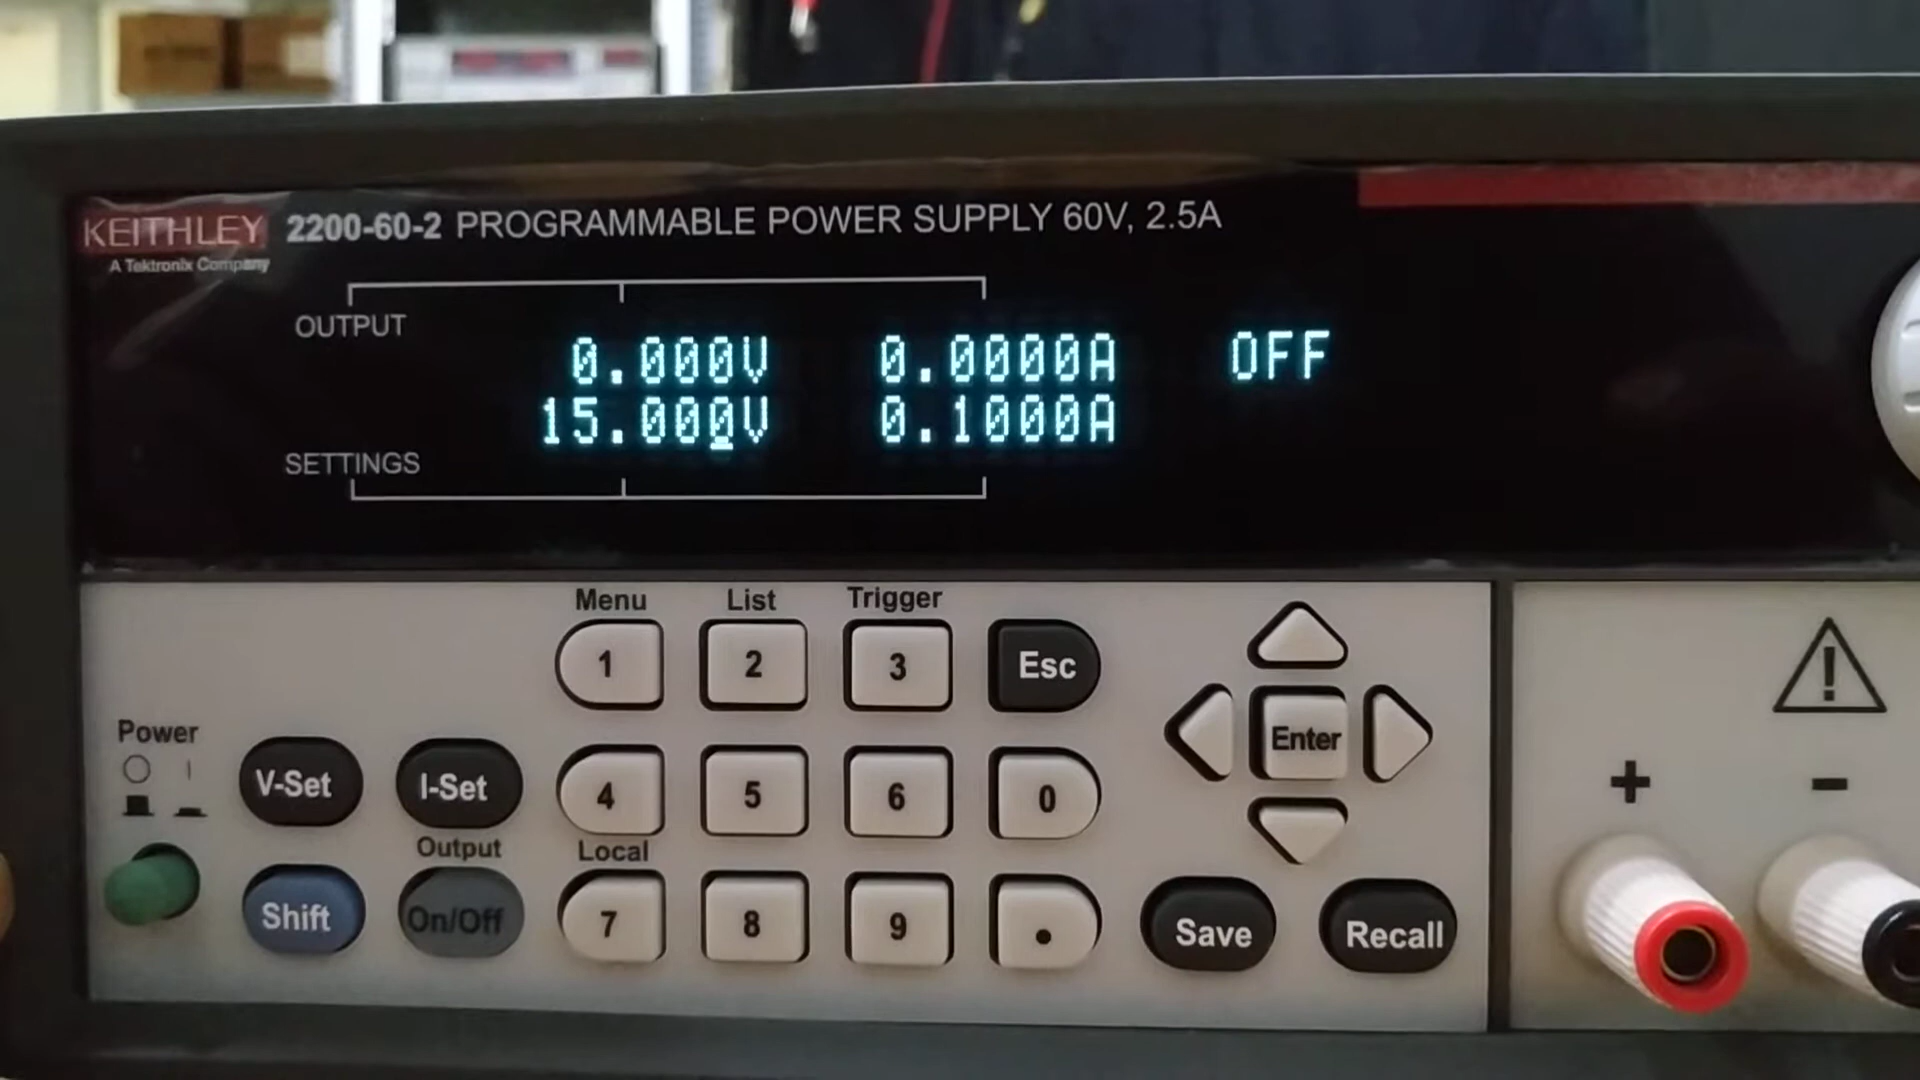 KEITHLEY 2200-60-2 PROGRAMMABLE POWER SUPPLY 60V, 2.5A
A Tektronix Company
OUTPUT
0.000V 0.0000A OFF
15.000V 0.1000A
SETTINGS
Menu List Trigger
1 2 3 Esc
Power
V-Set I-Set 4 5 6 0 Enter
+ -
Output Local
Shift On/Off 7 8 9 . Save Recall